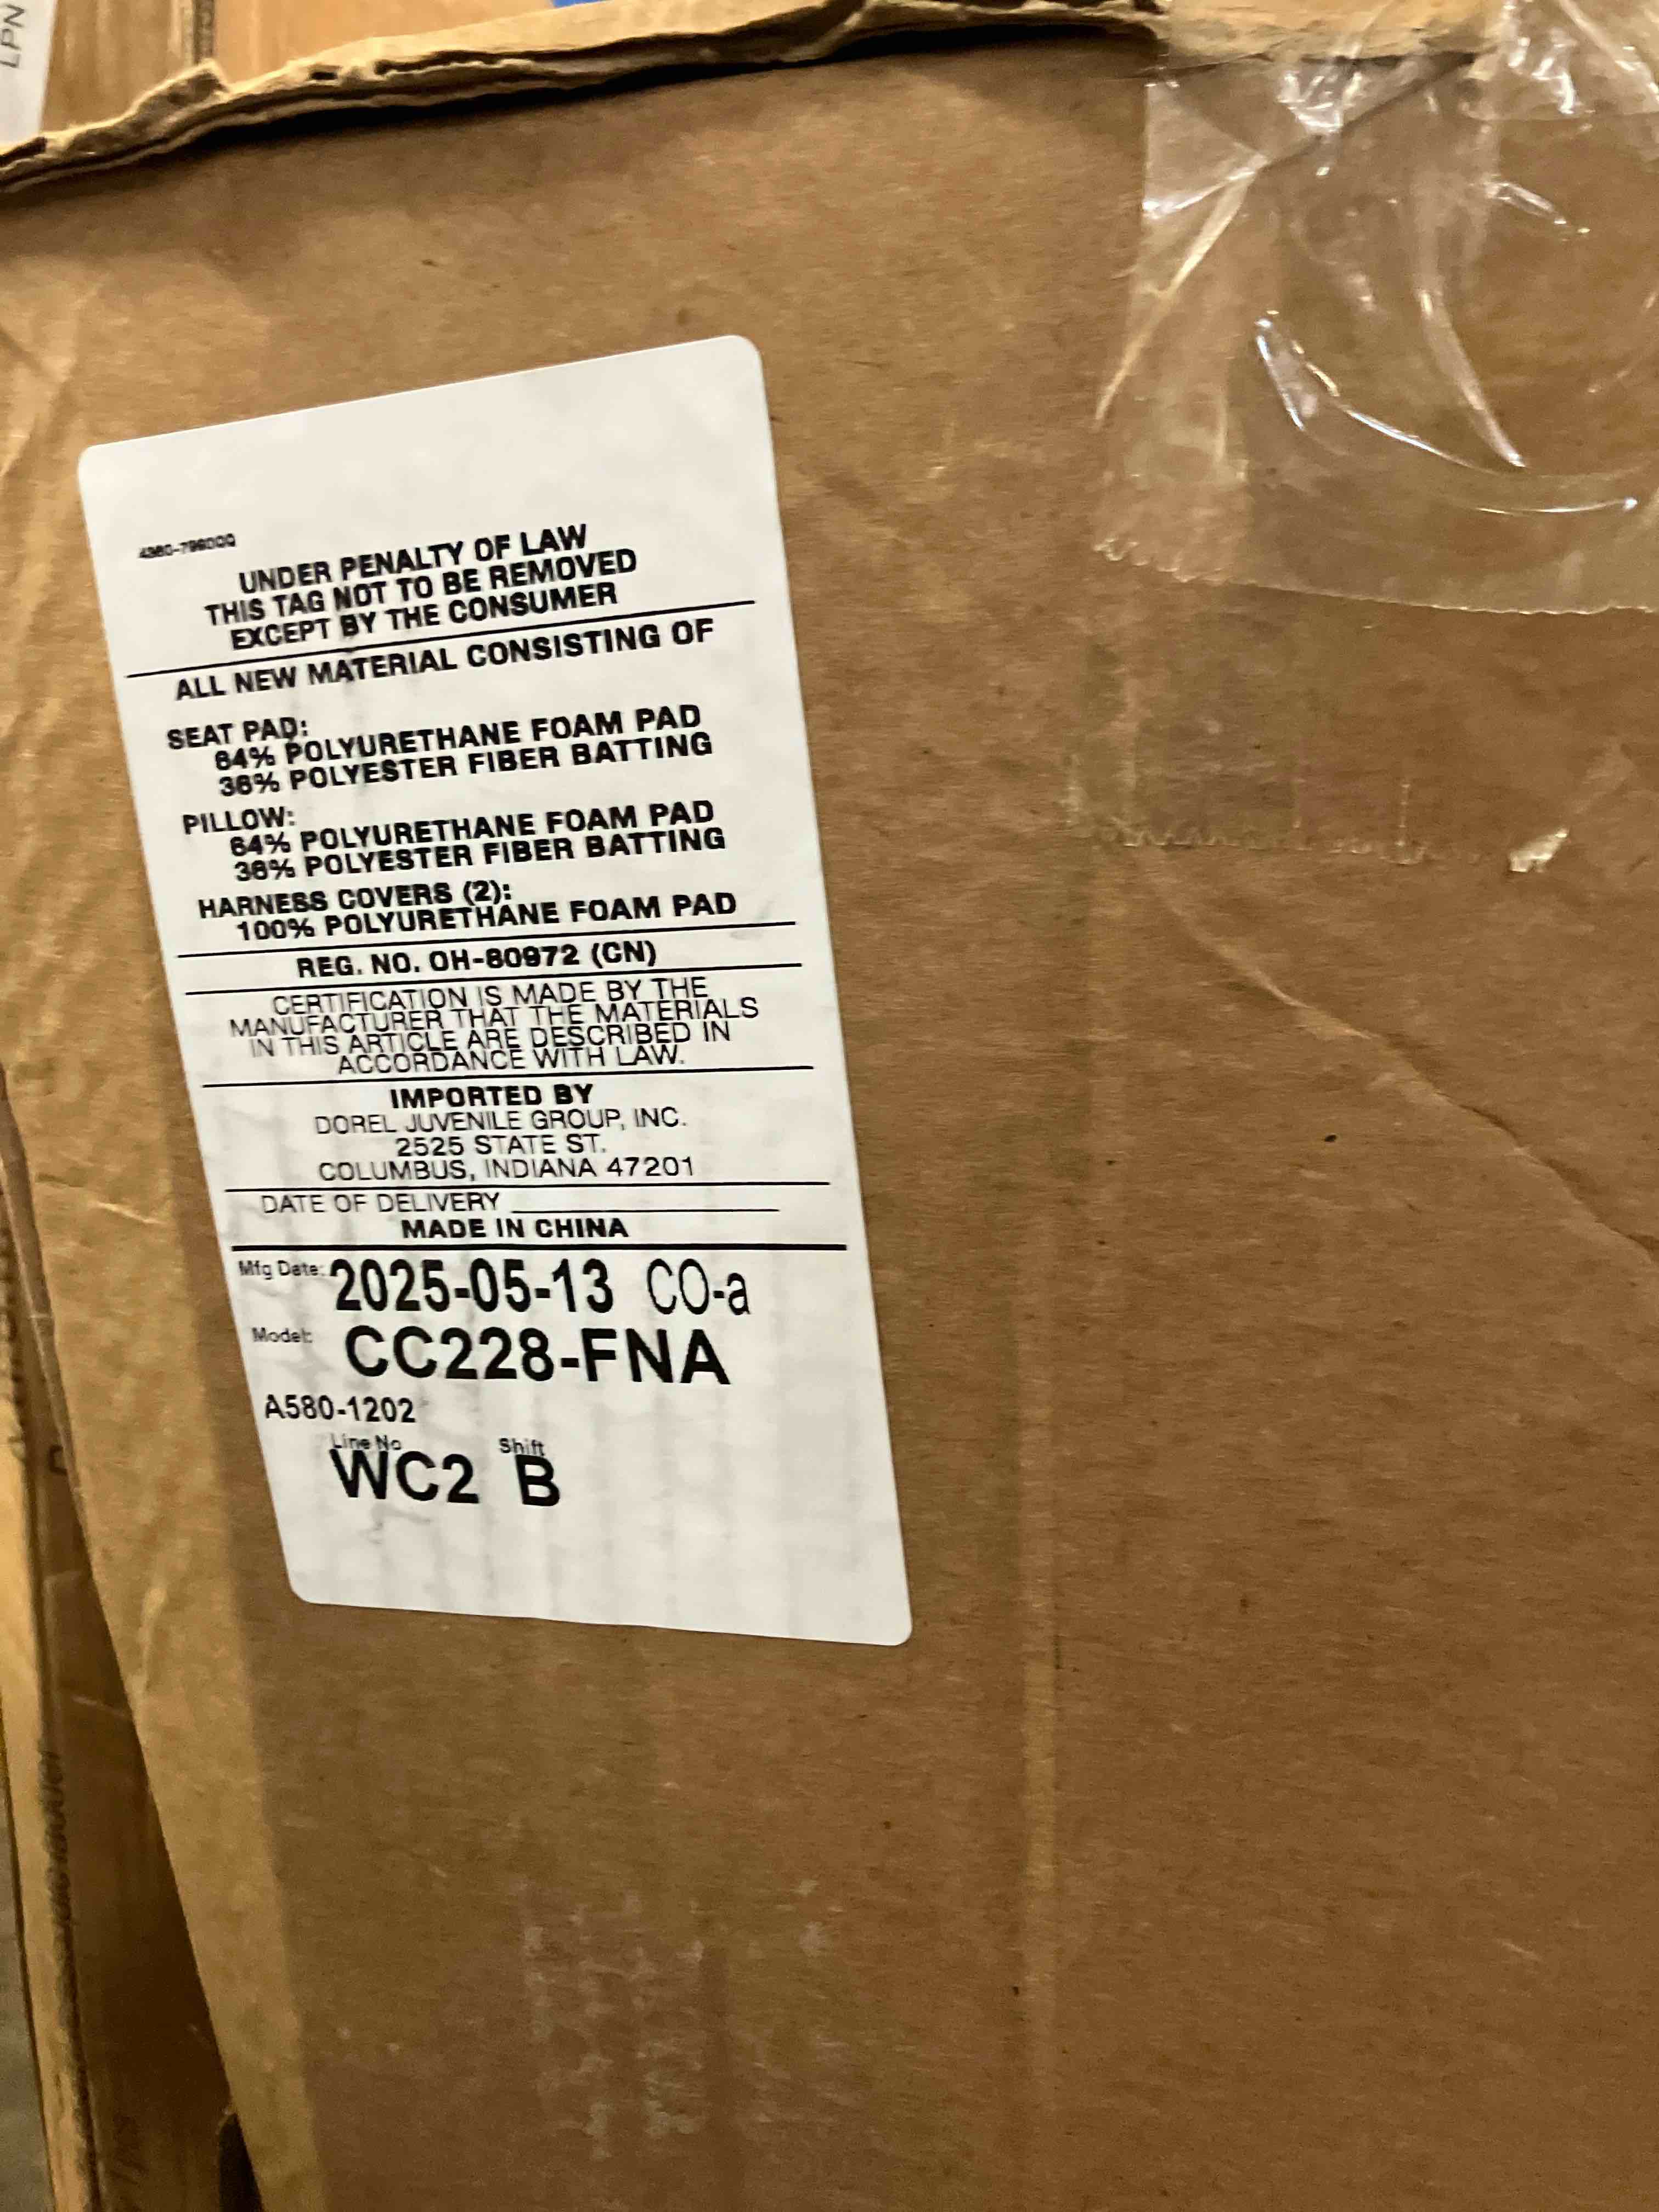 LPN
UNDER PENALTY OF LAW
THIS TAG NOT TO BE REMOVED
EXCEPT BY THE CONSUMER
ALL NEW MATERIAL CONSISTING OF
SEAT PAD:
64% POLYURETHANE FOAM PAD
36% POLYESTER FIBER BATTING
PILLOW:
64% POLYURETHANE FOAM PAD
36% POLYESTER FIBER BATTING
HARNESS COVERS (2):
100% POLYURETHANE FOAM PAD
REG. NO. OH-80972 (CN)
CERTIFICATION IS MADE BY THE
MANUFACTURER THAT THE MATERIALS
IN THIS ARTICLE ARE DESCRIBED IN
ACCORDANCE WITH LAW.
IMPORTED BY
DOREL JUVENILE GROUP, INC.
2525 STATE ST.
COLUMBUS, INDIANA 47201
DATE OF DELIVERY
MADE IN CHINA
Mfg Date: 2025-05-13 CO-a
Model: CC228-FNA
A580-1202
Line No Shift
WC2 B